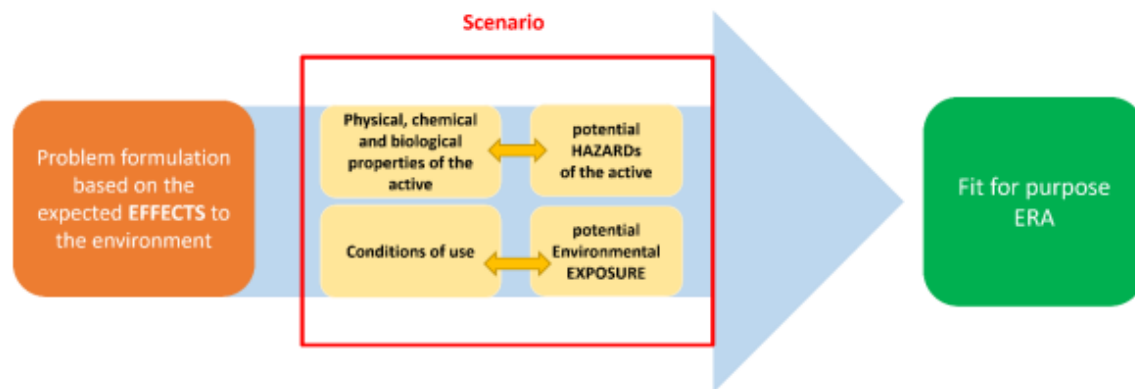 Scenario
Problem formulation
based on the
expected EFFECTS to
the environment
Physical, chemical
and biological
properties of the
active
potential
HAZARDs
of the active
Conditions of use
potential
Environmental
EXPOSURE
Fit for purpose
ERA